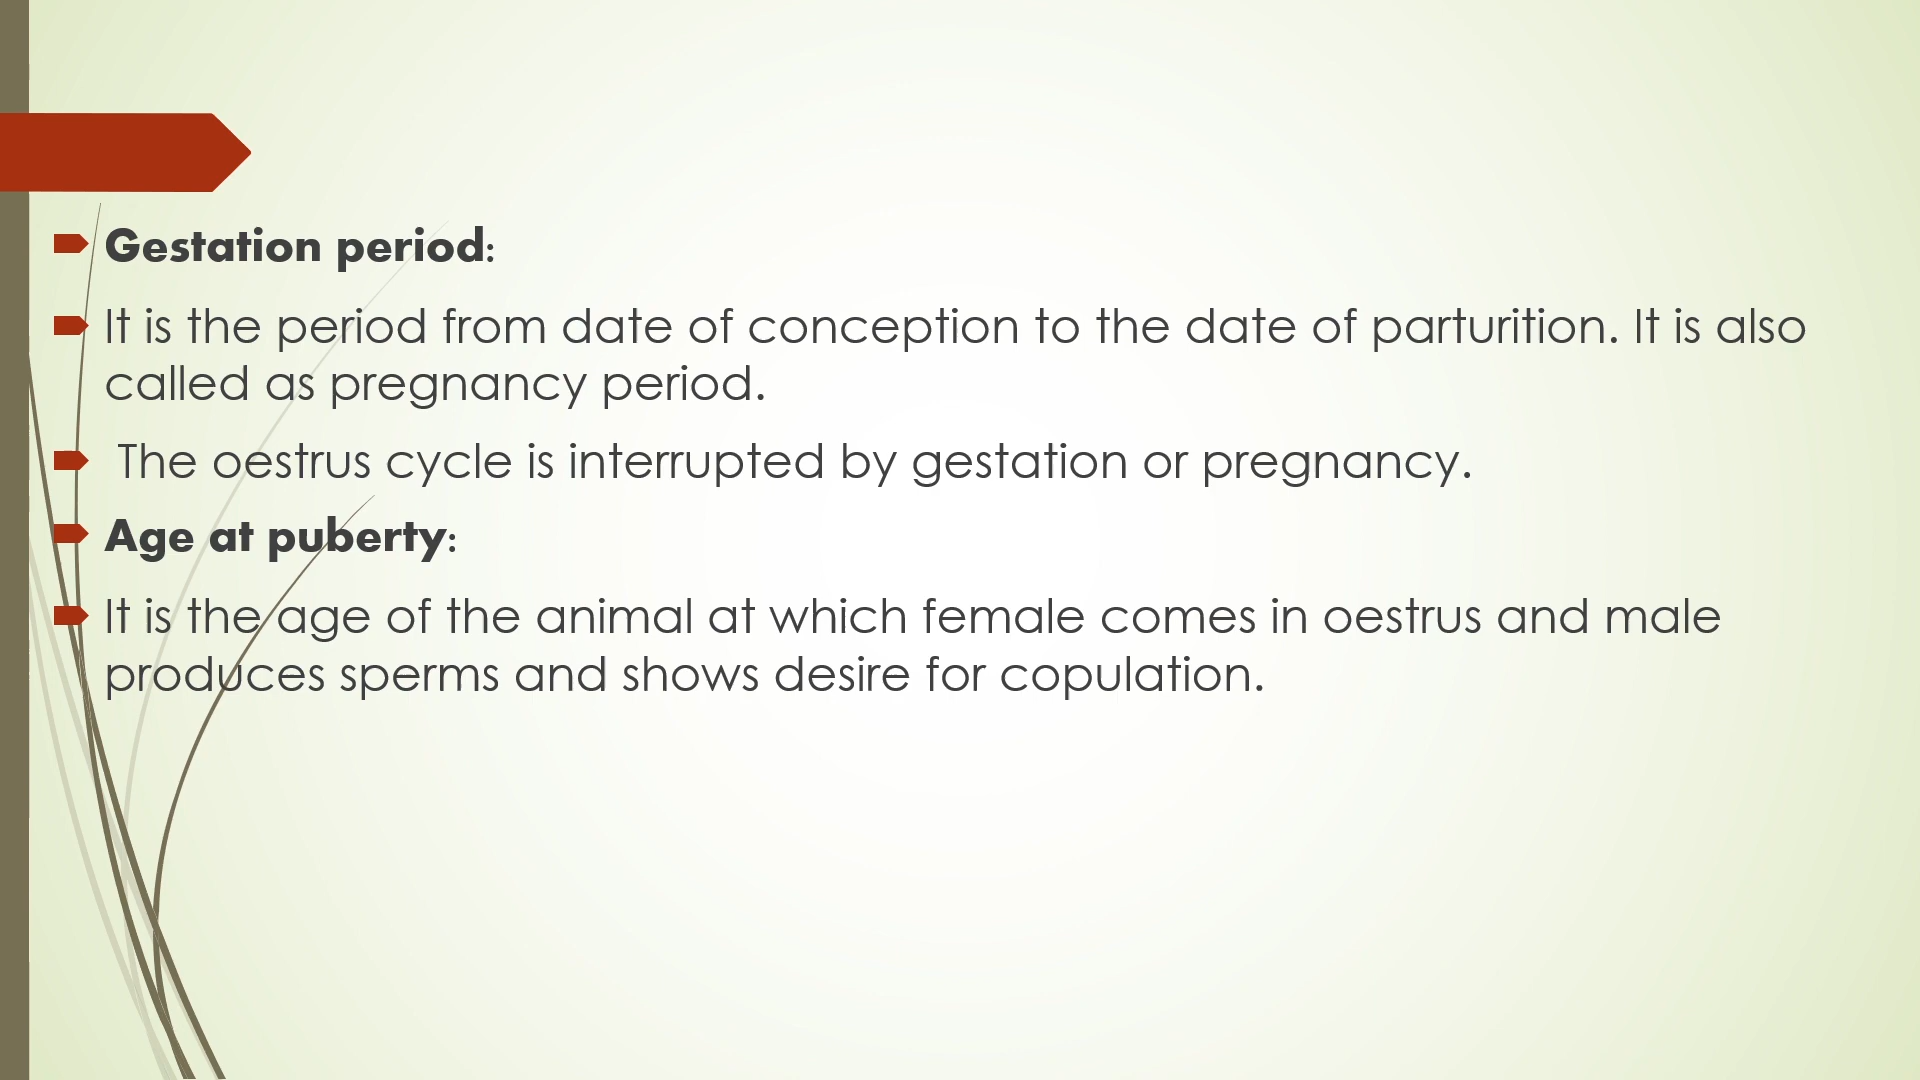 Gestation period:
It is the period from date of conception to the date of parturition. It is also
called as pregnancy period.
The oestrus cycle is interrupted by gestation or pregnancy.
Age at puberty:
It is the age of the animal at which female comes in oestrus and male
produces sperms and shows desire for copulation.